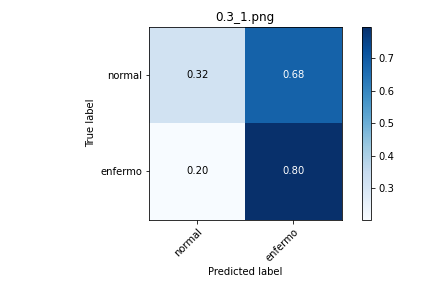 0.3_1.png
True label
normal
0.32 0.68
enfermo
0.20 0.80
normal
enfermo
Predicted label
0.7
0.6
0.5
0.4
0.3